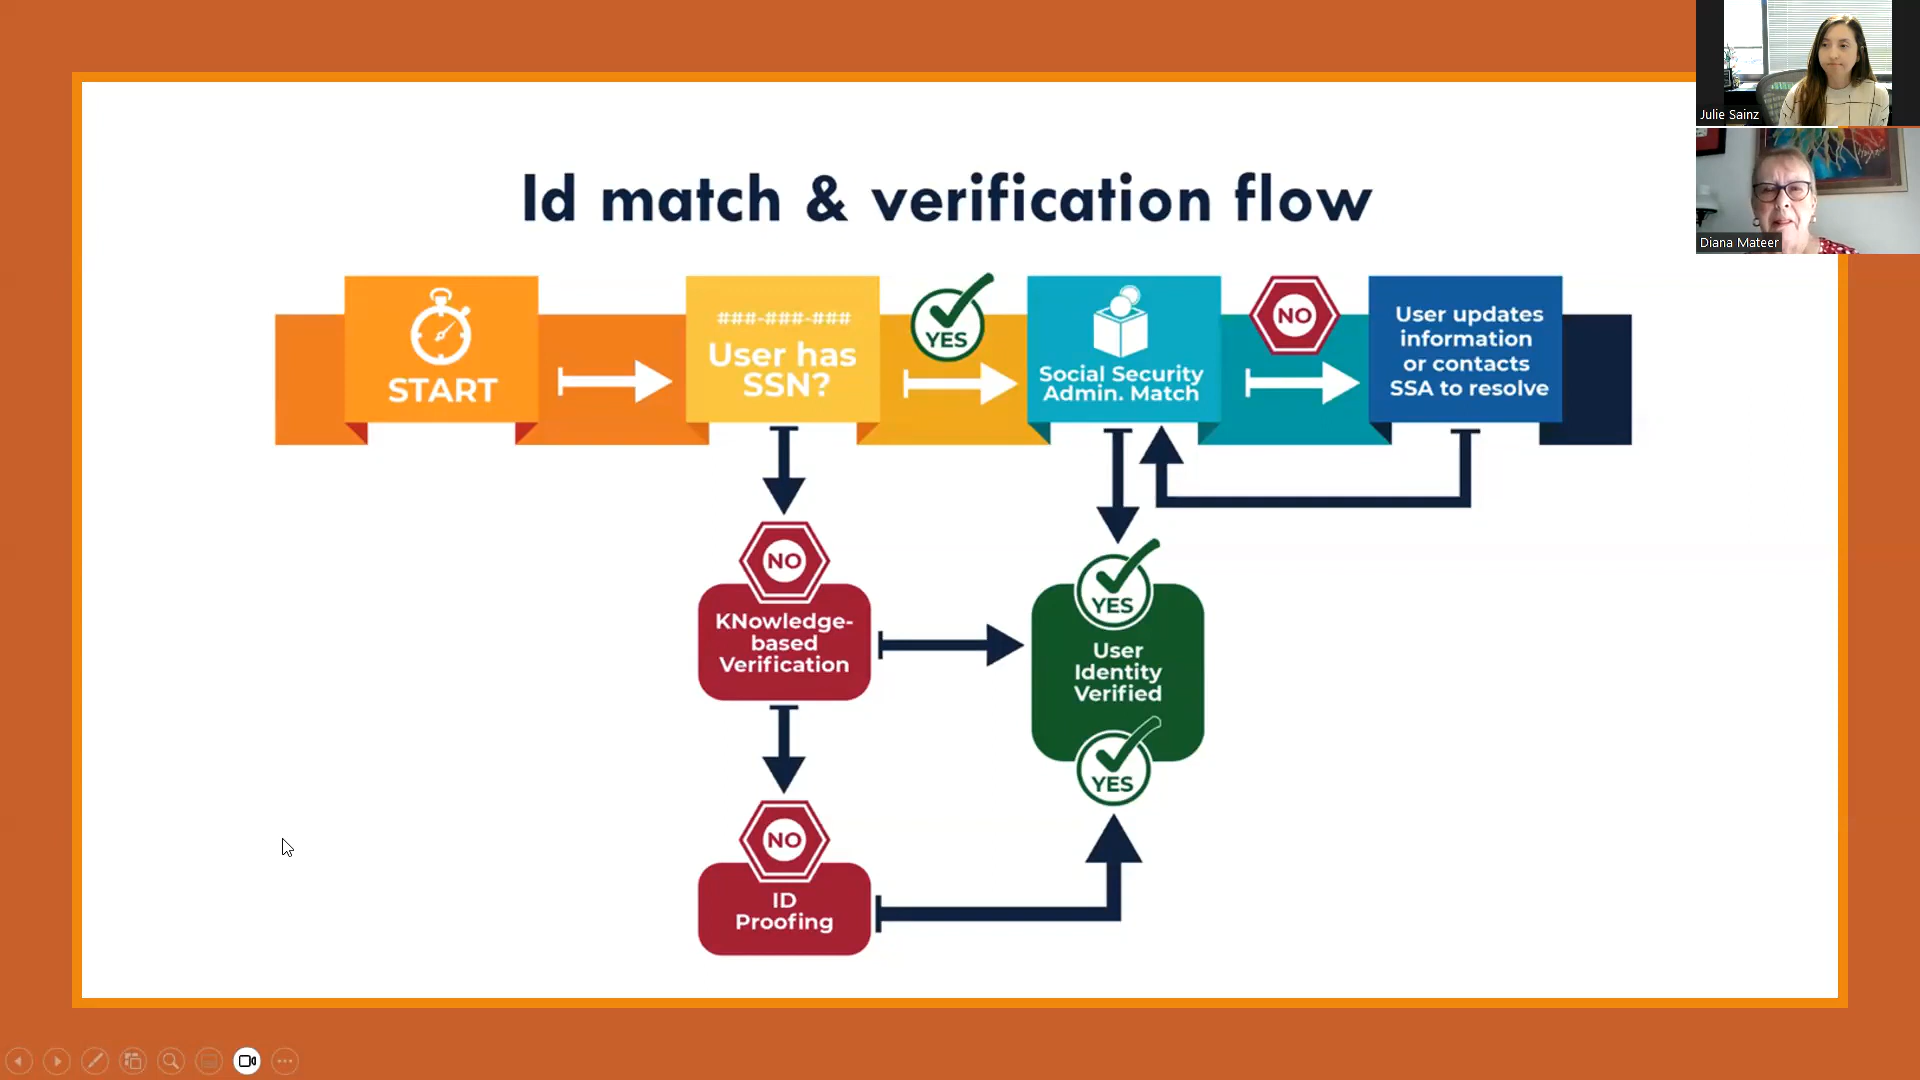 Julie Sainz
Diana Mateer
Id match & verification flow
START
###-###-###
User has
SSN?
YES
Social Security
Admin. Match
NO
User updates
information
or contacts
SSA to resolve
NO
KNowledge-
based
Verification
YES
User
Identity
Verified
YES
NO
ID
Proofing